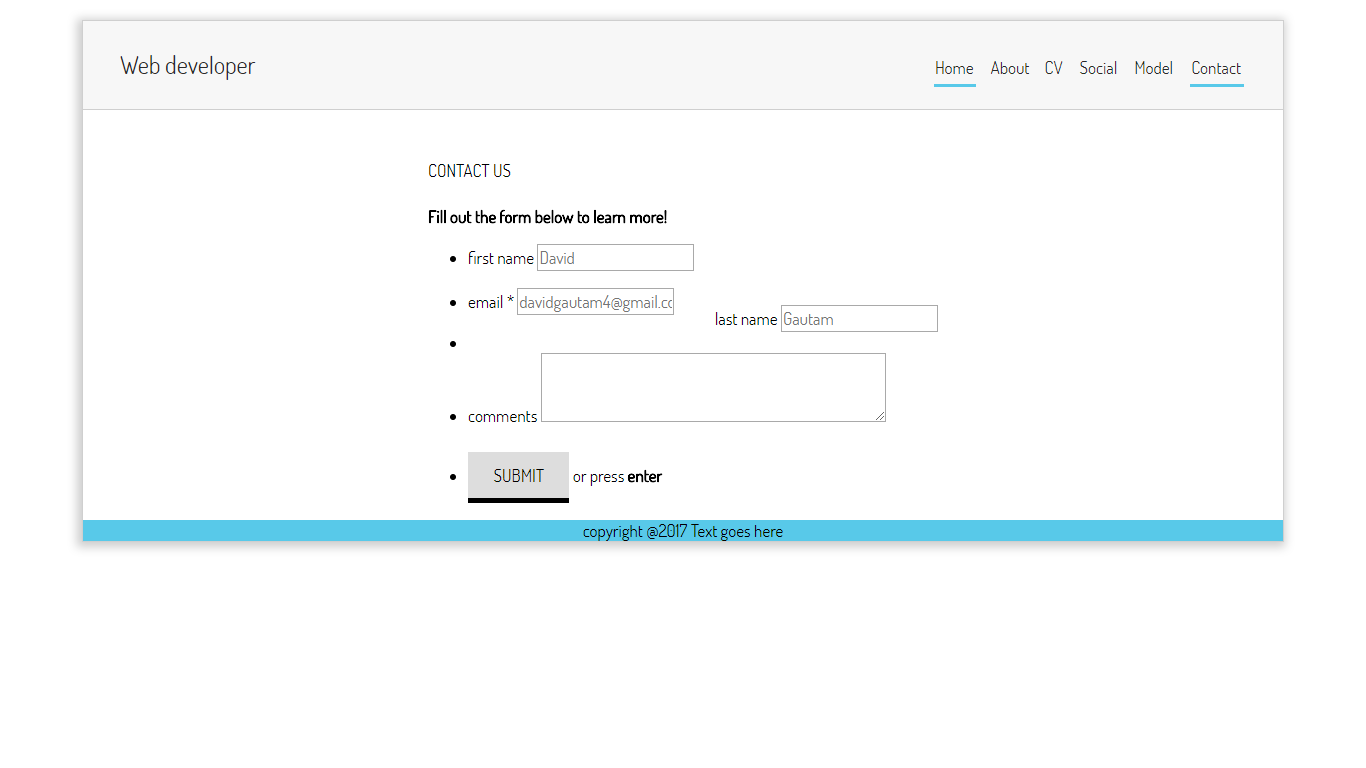 Web developer
Home About CV Social Model Contact
CONTACT US
Fill out the form below to learn more!
first name David
email * davidgautam4@gmail.co
last name Gautam
comments
SUBMIT or press enter
copyright @2017 Text goes here